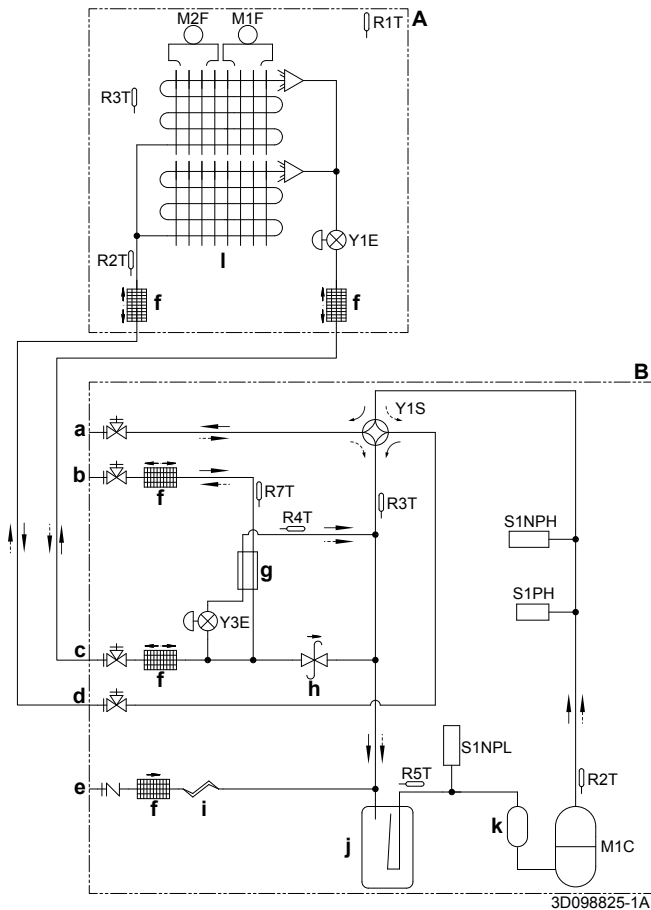 M2F M1F
R1T A
R3T
Y1E
R2T
l
f f
B
a Y1S
b
f R7T R3T
R4T S1NPH
g
S1PH
Y3E
c
f h
d
S1NPL
R5T R2T
e
f i k
j M1C
3D098825-1A